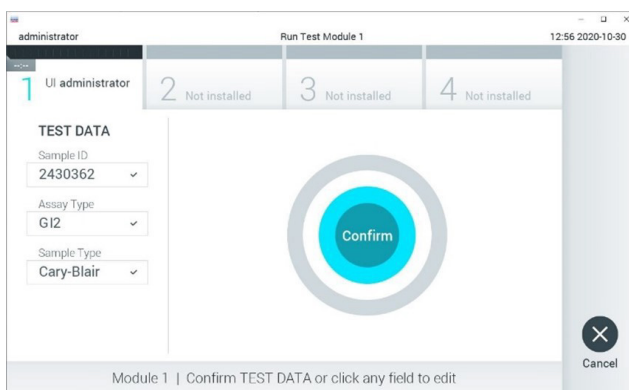 administrator Run Test Module 1 12:56 2020-10-30
--:--
1 UI administrator
2 Not installed
3 Not installed
4 Not installed
TEST DATA
Sample ID
2430362
Assay Type
GI2
Sample Type
Cary-Blair
Confirm
Cancel
Module 1 | Confirm TEST DATA or click any field to edit